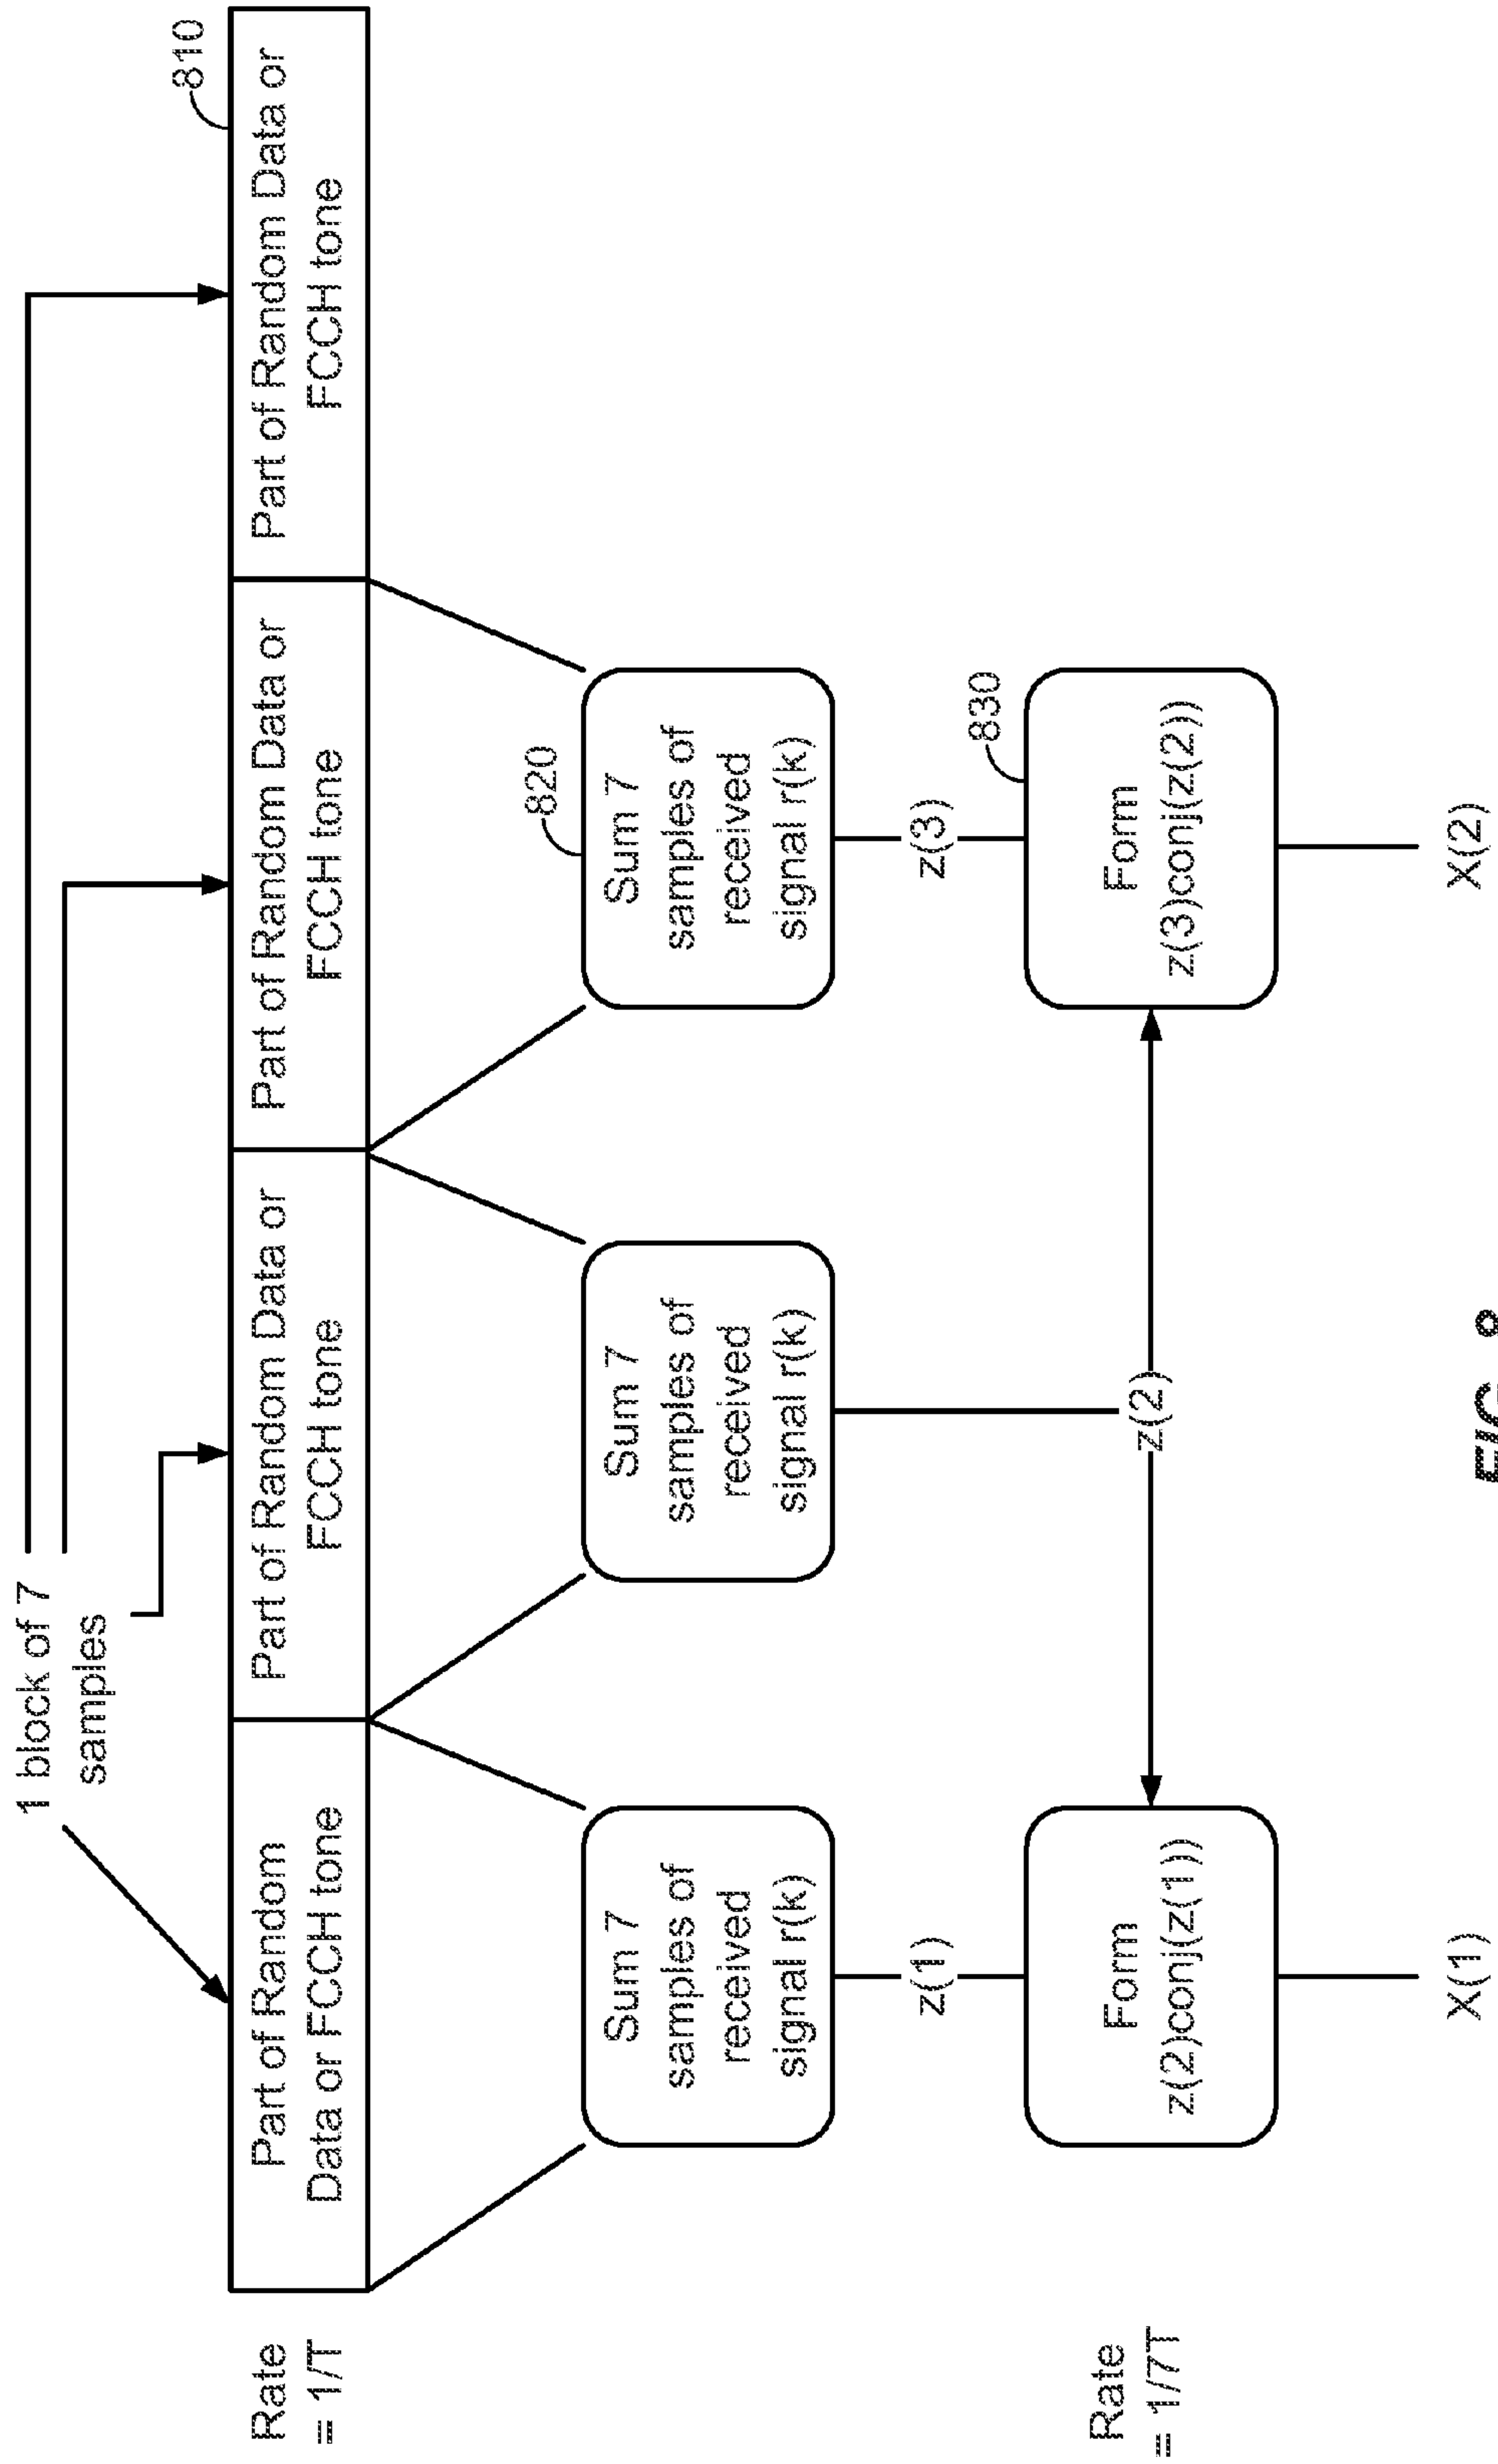 1 block of 7
samples
Rate
= 1/T
Part of Random
Data or FCCH tone
Part of Random Data or
FCCH tone
Part of Random Data or
FCCH tone
Part of Random Data or
FCCH tone
810
Sum 7
samples of
received
signal r(k)
Sum 7
samples of
received
signal r(k)
820
Sum 7
samples of
received
signal r(k)
z(1)
z(3)
Rate
= 1/7T
Form
z(2)conj(z(1))
z(2)
830
Form
z(3)conj(z(2))
X(1)
X(2)
FIG. 8